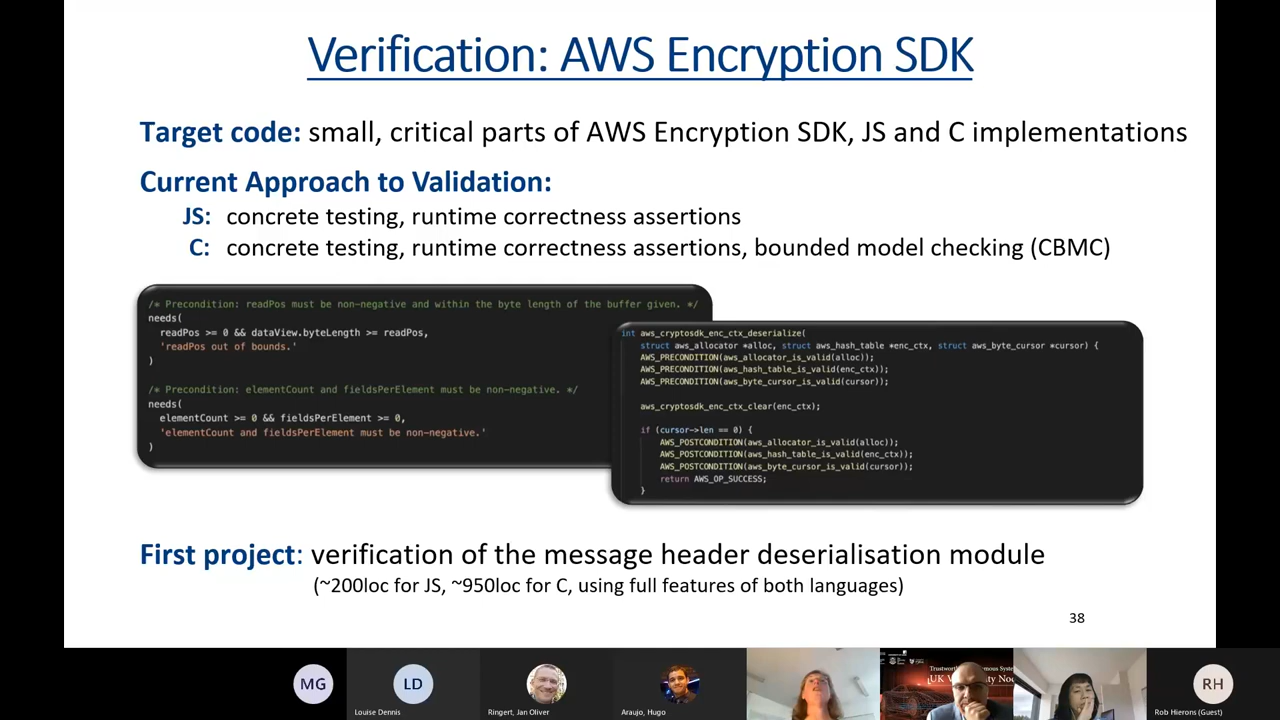 Verification: AWS Encryption SDK
Target code: small, critical parts of AWS Encryption SDK, JS and C implementations
Current Approach to Validation:
JS: concrete testing, runtime correctness assertions
C: concrete testing, runtime correctness assertions, bounded model checking (CBMC)
/* Precondition: readPos must be non-negative and within the byte length of the buffer given. */
needs(
readPos >= 0 && dataView.byteLength >= readPos,
'readPos out of bounds.'
)
/* Precondition: elementCount and fieldsPerElement must be non-negative. */
needs(
elementCount >= 0 && fieldsPerElement >= 0,
'elementCount and fieldsPerElement must be non-negative.'
)
int aws_cryptosdk_enc_ctx_deserialize(
struct aws_allocator *alloc, struct aws_hash_table *enc_ctx, struct aws_byte_cursor *cursor) {
AWS_PRECONDITION(aws_allocator_is_valid(alloc));
AWS_PRECONDITION(aws_hash_table_is_valid(enc_ctx));
AWS_PRECONDITION(aws_byte_cursor_is_valid(cursor));
aws_cryptosdk_enc_ctx_clear(enc_ctx);
if (cursor->len == 0) {
AWS_POSTCONDITION(aws_allocator_is_valid(alloc));
AWS_POSTCONDITION(aws_hash_table_is_valid(enc_ctx));
AWS_POSTCONDITION(aws_byte_cursor_is_valid(cursor));
return AWS_OP_SUCCESS;
}
First project: verification of the message header deserialisation module
(~200loc for JS, ~950loc for C, using full features of both languages)
38
MG
LD
RH
Louise Dennis
Ringert, Jan Oliver
Araujo, Hugo
Rob Hierons (Guest)